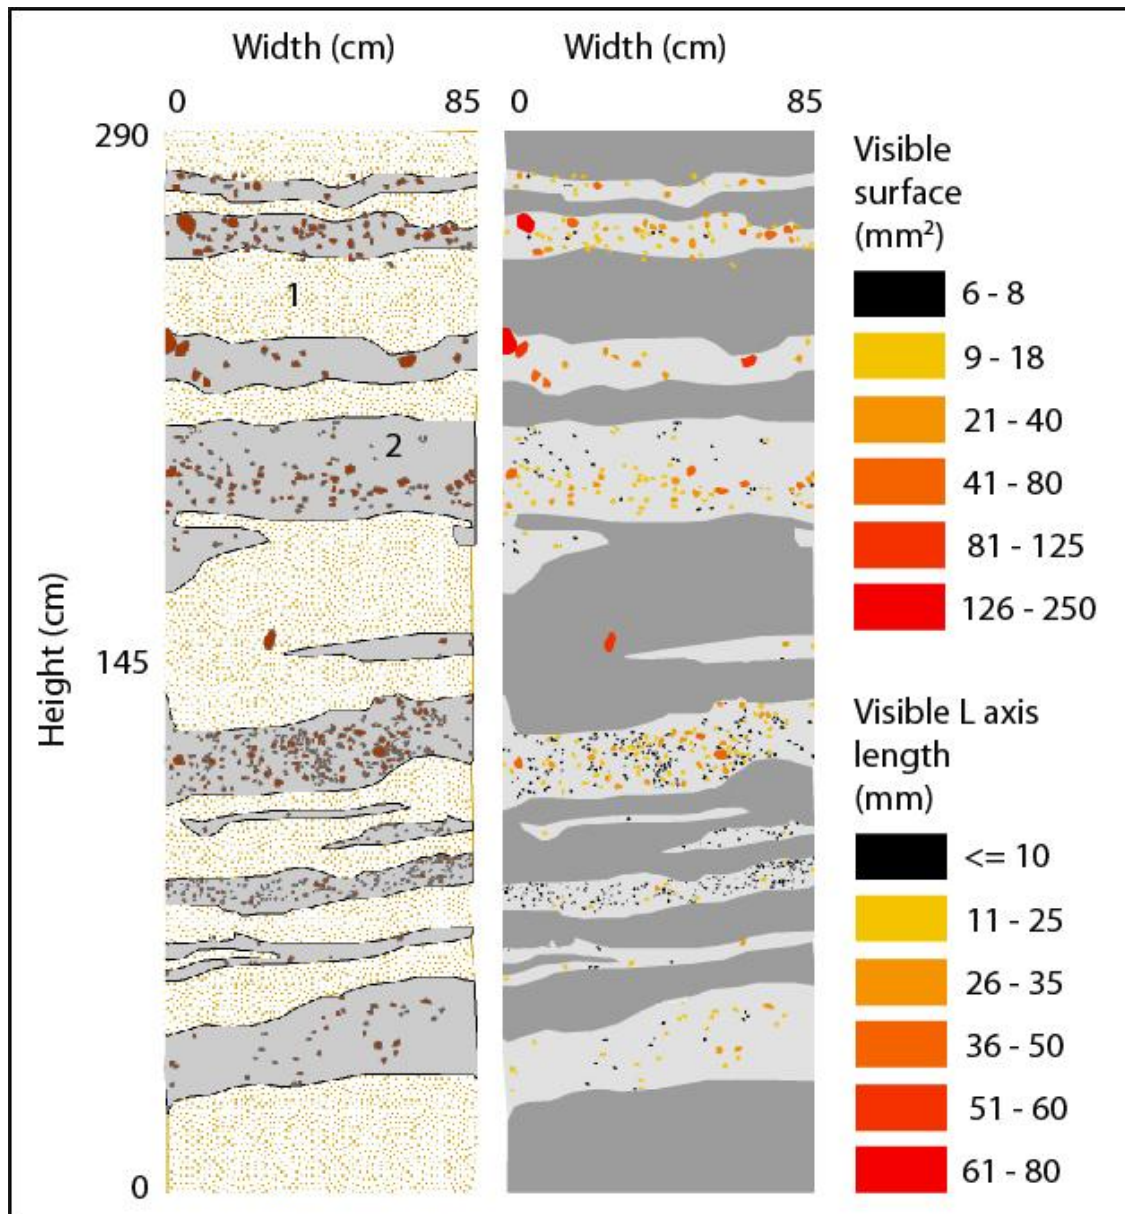 Width (cm)
Width (cm)
0
85
0
85
290
145
0
Height (cm)
1
2
Visible
surface
(mm²)
6 - 8
9 - 18
21 - 40
41 - 80
81 - 125
126 - 250
Visible L axis
length
(mm)
<= 10
11 - 25
26 - 35
36 - 50
51 - 60
61 - 80